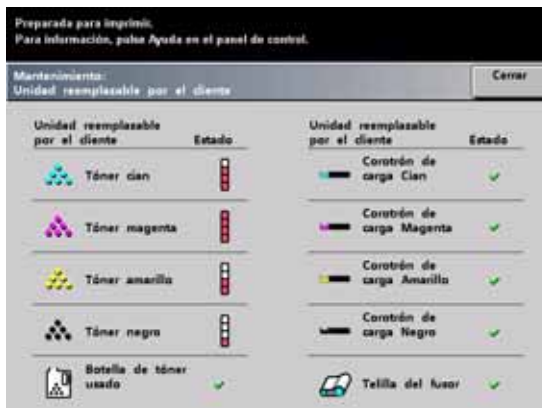 Preparada para imprimir.
Para información, pulse Ayuda en el panel de control.
Mantenimiento:
Unidad reemplazable por el cliente
Cerrar
Unidad reemplazable
por el cliente
Estado
Tóner cian
Tóner magenta
Tóner amarillo
Tóner negro
Botella de tóner
usado
Unidad reemplazable
por el cliente
Estado
Corotrón de
carga Cian
Corotrón de
carga Magenta
Corotrón de
carga Amarillo
Corotrón de
carga Negro
Telilla del fusor